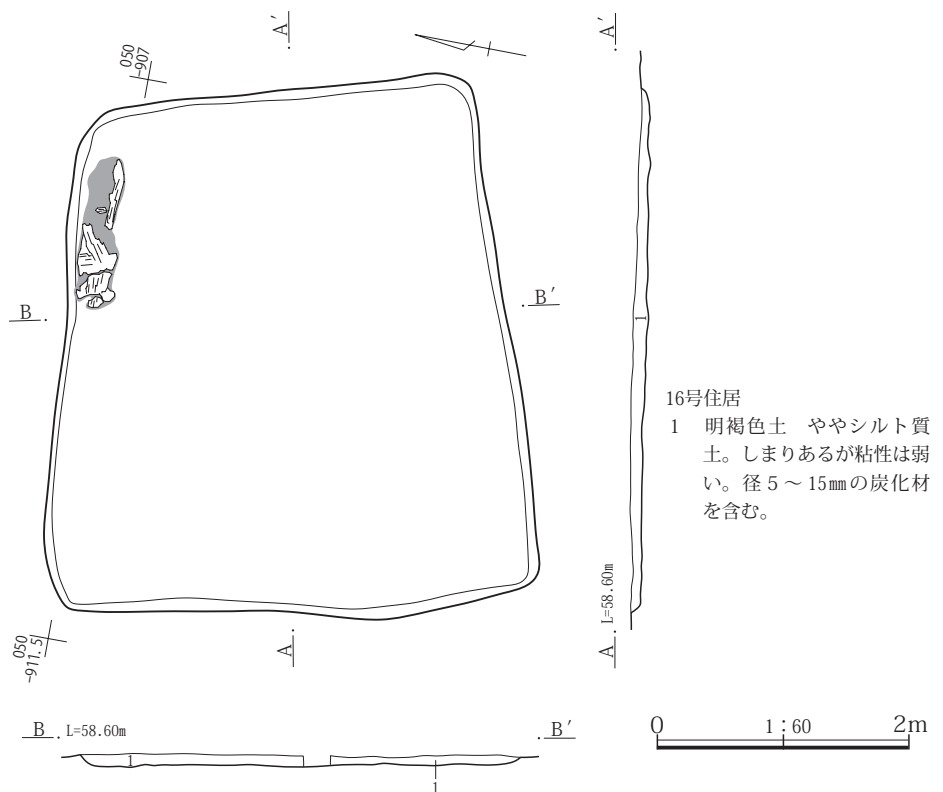 A′
A′
050
-907
B
B′
1
16号住居
1　明褐色土　ややシルト質
土。しまりあるが粘性は弱
い。径5～15㎜の炭化材
を含む。
L=58.60m
A
A
050
-911.5
B L=58.60m B′
1
1
0 1：60 2m